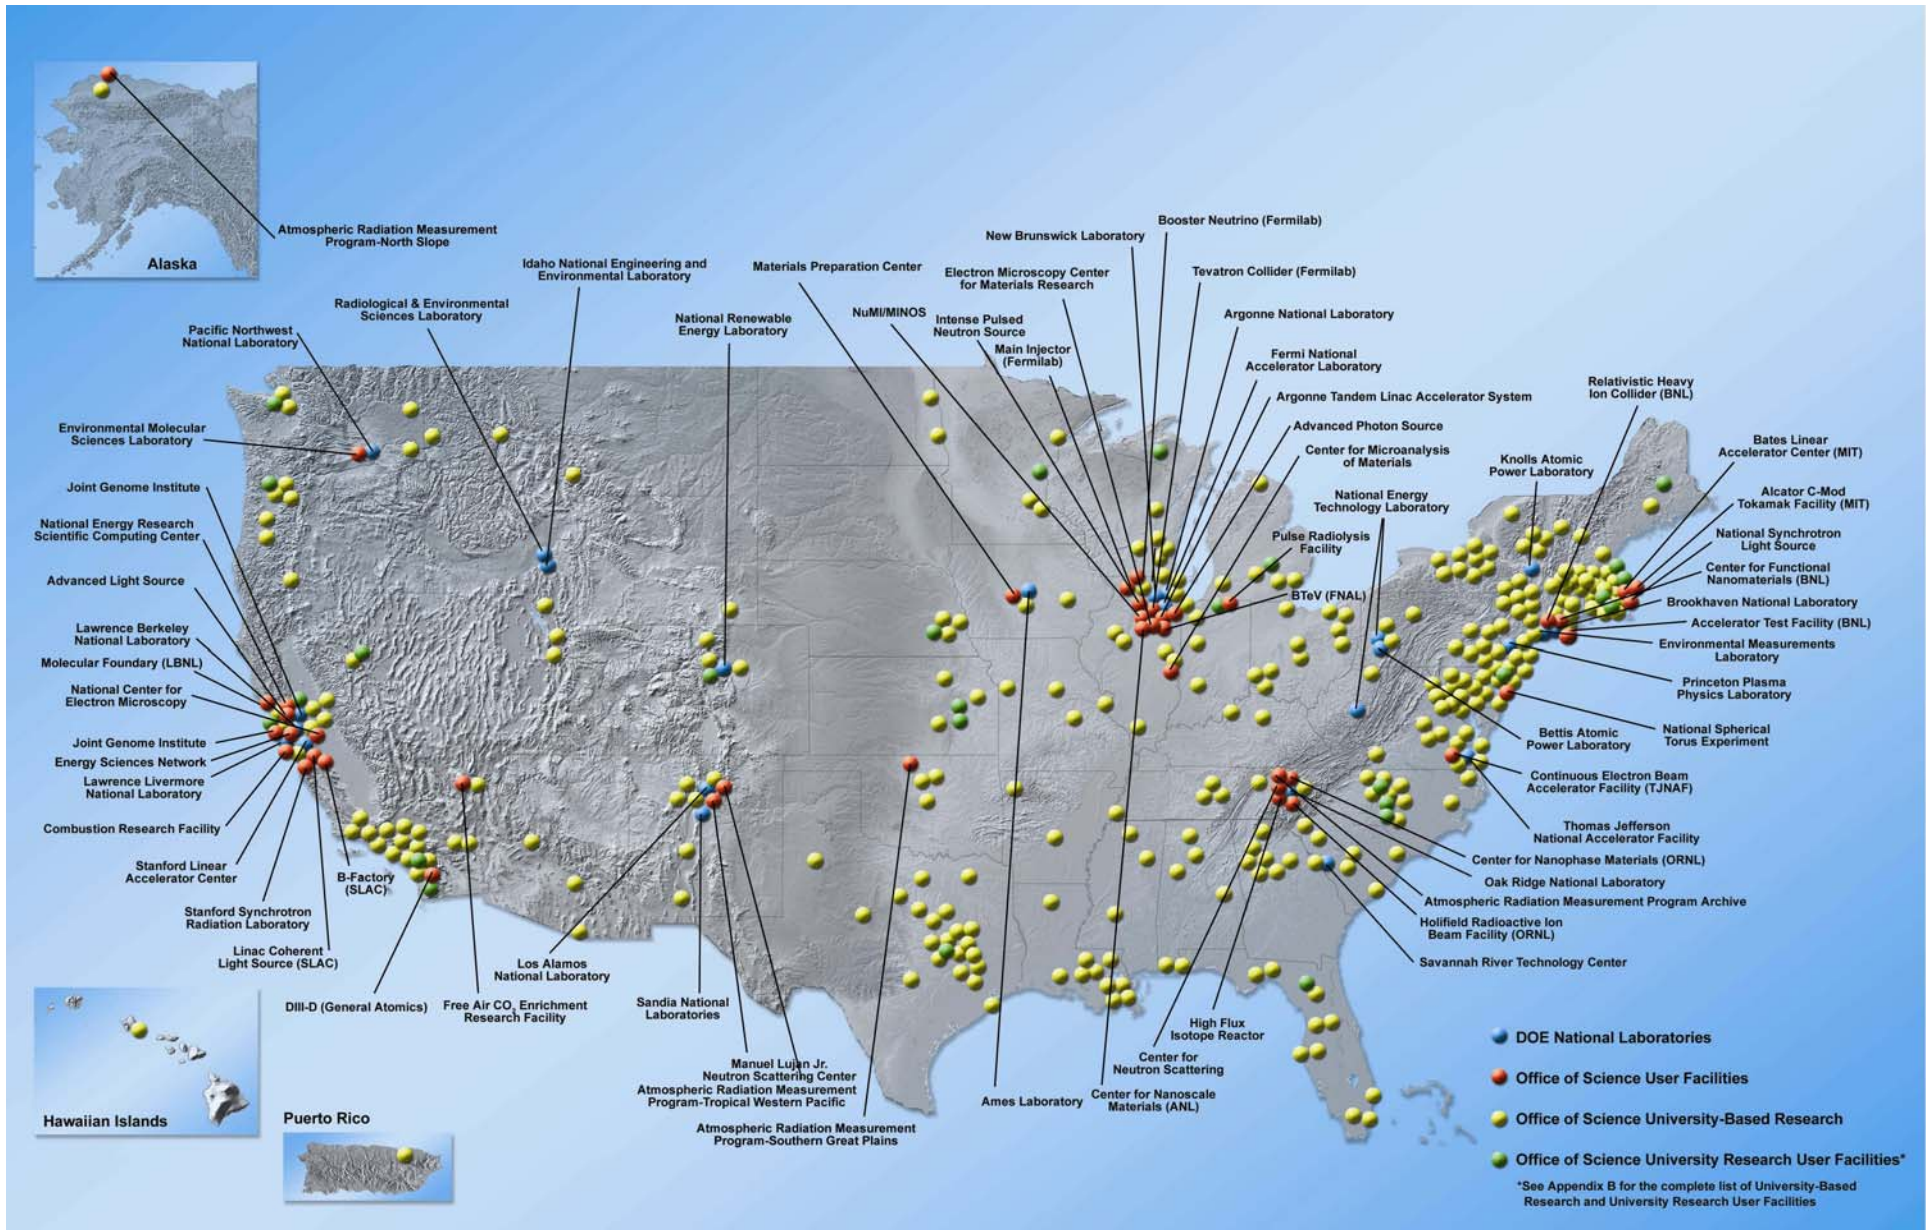 Alaska
Atmospheric Radiation Measurement
Program-North Slope
Pacific Northwest
National Laboratory
Radiological & Environmental
Sciences Laboratory
Idaho National Engineering and
Environmental Laboratory
National Renewable
Energy Laboratory
Materials Preparation Center
NuMI/MINOS
Intense Pulsed
Neutron Source
Main Injector
(Fermilab)
Electron Microscopy Center
for Materials Research
New Brunswick Laboratory
Booster Neutrino (Fermilab)
Tevatron Collider (Fermilab)
Argonne National Laboratory
Fermi National
Accelerator Laboratory
Argonne Tandem Linac Accelerator System
Advanced Photon Source
Center for Microanalysis
of Materials
National Energy
Technology Laboratory
Pulse Radiolysis
Facility
BTeV (FNAL)
Knolls Atomic
Power Laboratory
Relativistic Heavy
Ion Collider (BNL)
Bates Linear
Accelerator Center (MIT)
Alcator C-Mod
Tokamak Facility (MIT)
National Synchrotron
Light Source
Center for Functional
Nanomaterials (BNL)
Brookhaven National Laboratory
Accelerator Test Facility (BNL)
Environmental Measurements
Laboratory
Princeton Plasma
Physics Laboratory
National Spherical
Torus Experiment
Bettis Atomic
Power Laboratory
Continuous Electron Beam
Accelerator Facility (TJNAF)
Thomas Jefferson
National Accelerator Facility
Center for Nanophase Materials (ORNL)
Oak Ridge National Laboratory
Atmospheric Radiation Measurement Program Archive
Holifield Radioactive Ion
Beam Facility (ORNL)
Savannah River Technology Center
High Flux
Isotope Reactor
Center for
Neutron Scattering
Center for Nanoscale
Materials (ANL)
Ames Laboratory
Environmental Molecular
Sciences Laboratory
Joint Genome Institute
National Energy Research
Scientific Computing Center
Advanced Light Source
Lawrence Berkeley
National Laboratory
Molecular Foundry (LBNL)
National Center for
Electron Microscopy
Joint Genome Institute
Energy Sciences Network
Lawrence Livermore
National Laboratory
Combustion Research Facility
Stanford Linear
Accelerator Center
B-Factory
(SLAC)
Stanford Synchrotron
Radiation Laboratory
Linac Coherent
Light Source (SLAC)
DIII-D (General Atomics)
Free Air CO2 Enrichment
Research Facility
Los Alamos
National Laboratory
Sandia National
Laboratories
Manuel Lujan Jr.
Neutron Scattering Center
Atmospheric Radiation Measurement
Program-Tropical Western Pacific
Atmospheric Radiation Measurement
Program-Southern Great Plains
Hawaiian Islands
Puerto Rico
DOE National Laboratories
Office of Science User Facilities
Office of Science University-Based Research
Office of Science University Research User Facilities*
*See Appendix B for the complete list of University-Based
Research and University Research User Facilities